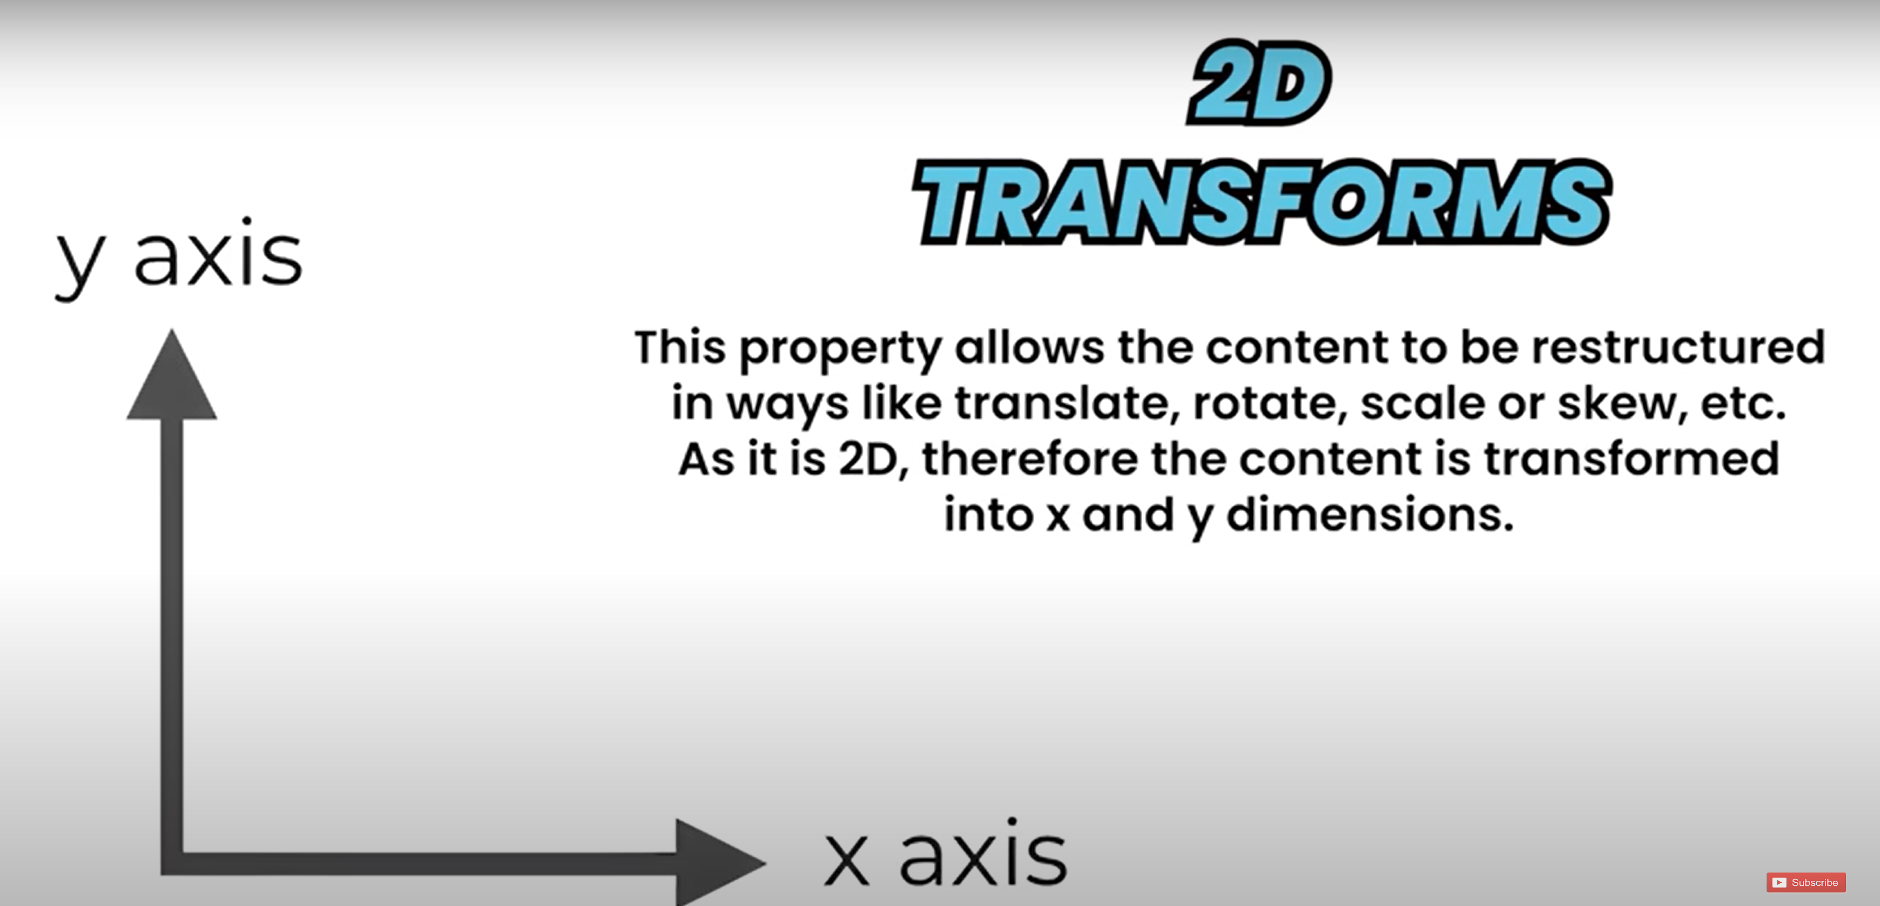 2D
TRANSFORMS
y axis
This property allows the content to be restructured
in ways like translate, rotate, scale or skew, etc.
As it is 2D, therefore the content is transformed
into x and y dimensions.
x axis
Subscribe